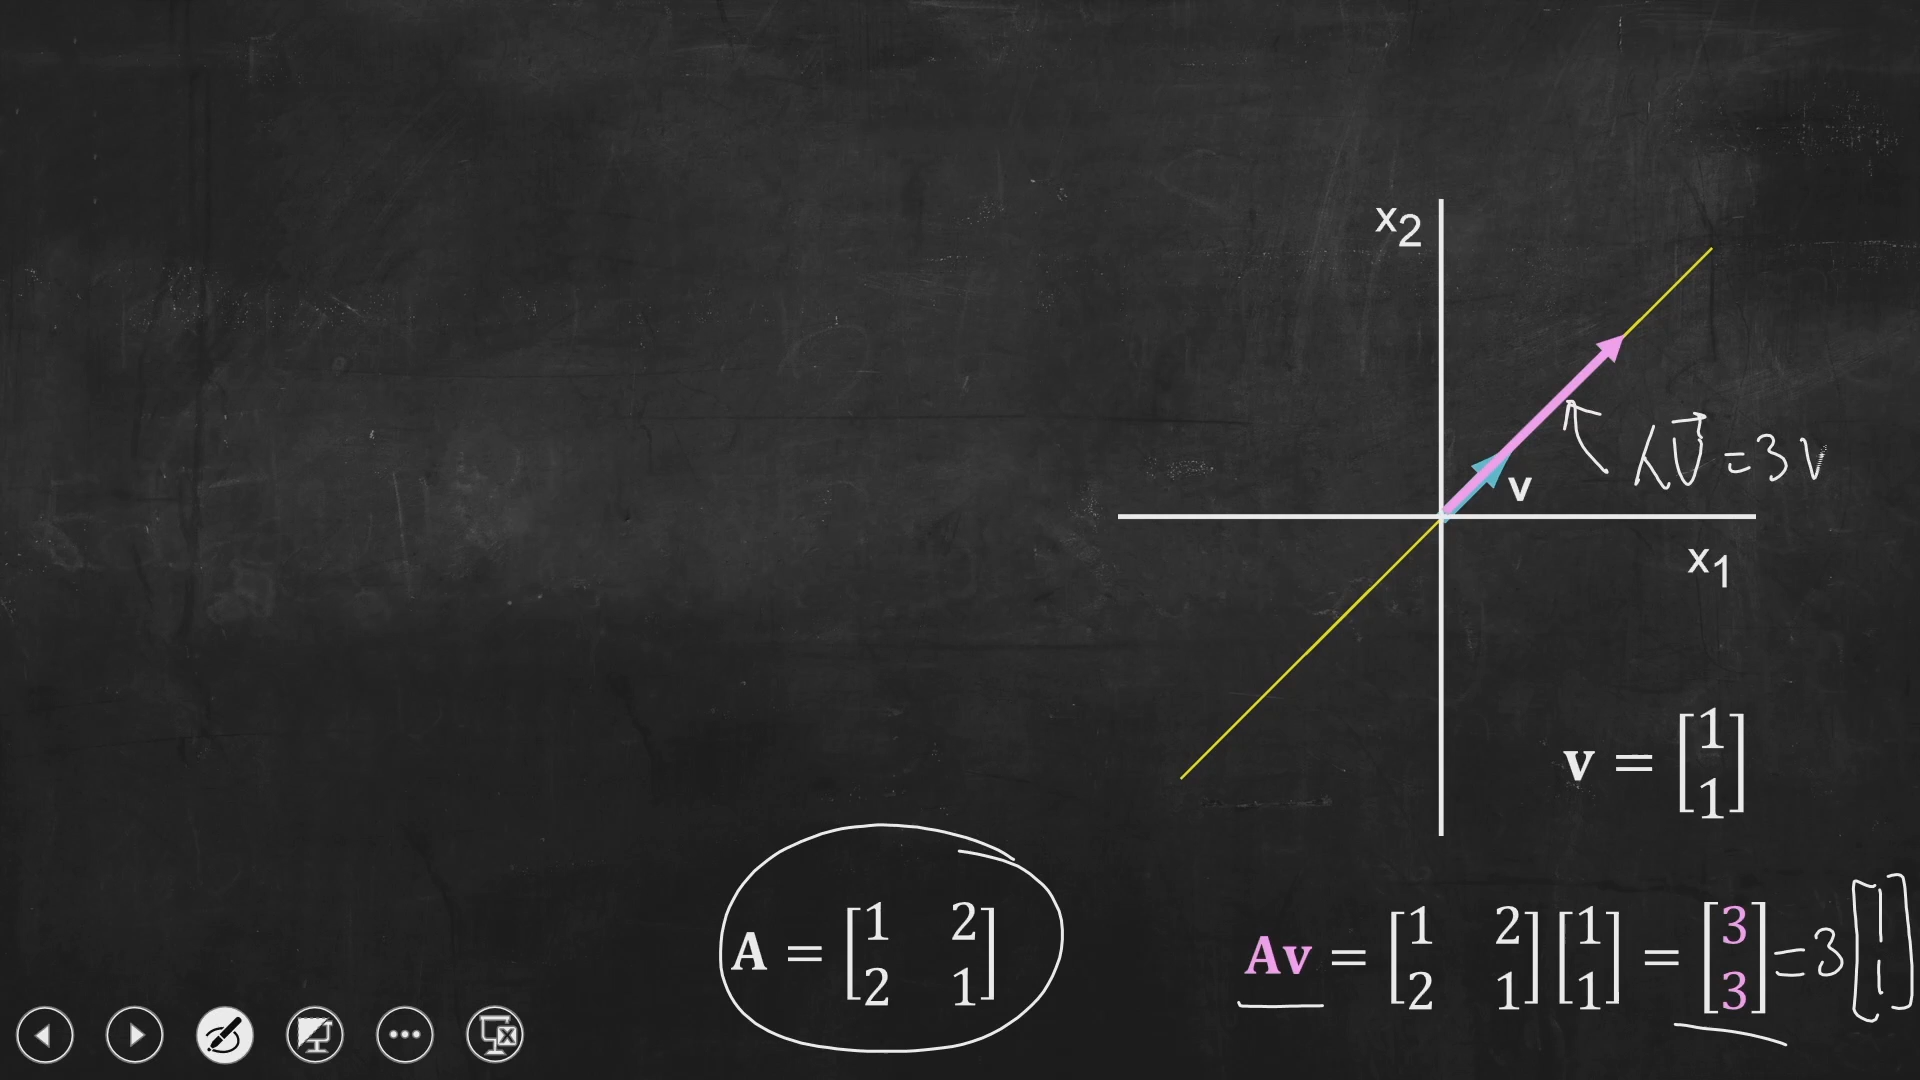 x₂
λv⃗ = 3v
v
x₁
v = [1 1]
A = [1 2; 2 1]
Av = [1 2; 2 1] [1 1] = [3 3] = 3 [1 1]